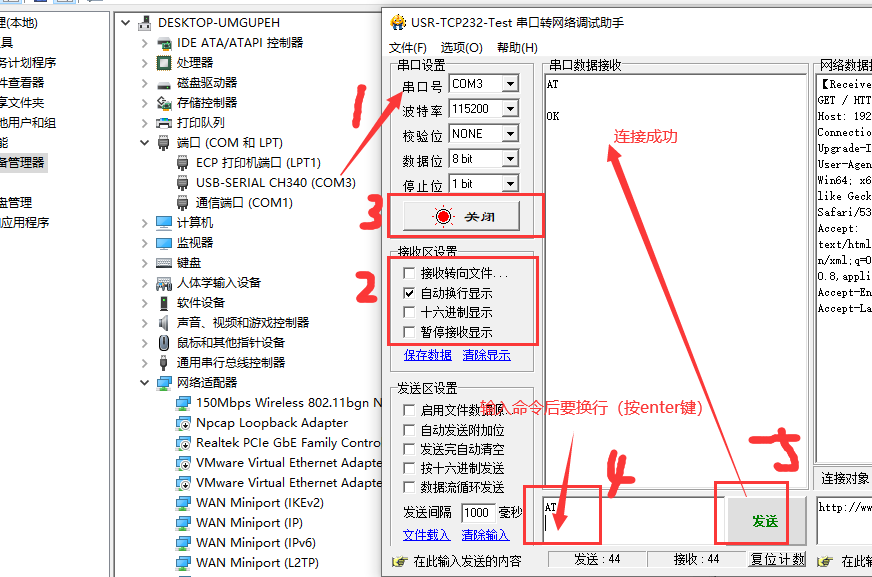 理(本地)
具
务计划程序
件查看器
享文件夹
地用户和组
能
备管理器
盘管理
和应用程序
DESKTOP-UMGUPEH
IDE ATA/ATAPI 控制器
处理器
磁盘驱动器
存储控制器
打印队列
端口 (COM 和 LPT)
ECP 打印机端口 (LPT1)
USB-SERIAL CH340 (COM3)
通信端口 (COM1)
计算机
监视器
键盘
人体学输入设备
软件设备
声音、视频和游戏控制器
鼠标和其他指针设备
通用串行总线控制器
网络适配器
150Mbps Wireless 802.11bgn N
Npcap Loopback Adapter
Realtek PCIe GbE Family Contro
VMware Virtual Ethernet Adapte
VMware Virtual Ethernet Adapte
WAN Miniport (IKEv2)
WAN Miniport (IP)
WAN Miniport (IPv6)
WAN Miniport (L2TP)
USR-TCP232-Test 串口转网络调试助手
文件(F) 选项(O) 帮助(H)
串口设置
串口号 COM3
波特率 115200
校验位 NONE
数据位 8 bit
停止位 1 bit
关闭
1
3
2
接收区设置
接收转向文件...
自动换行显示
十六进制显示
暂停接收显示
保存数据 清除显示
发送区设置
启用文件数据源
自动发送附加位
发送完自动清空
按十六进制发送
数据流循环发送
发送间隔 1000 毫秒
文件载入 清除输入
在此输入发送的内容
串口数据接收
AT
OK
连接成功
输入命令后要换行（按enter键）
4
5
AT
发送
发送 : 44
接收 : 44
复位计数
网络数据接
【Receive
GET / HTT
Host: 192
Connectio
Upgrade-I
User-Agen
Win64; x6
like Geck
Safari/53
Accept:
text/html
n/xml;q=0
0.8,appli
Accept-En
Accept-La
连接对象
http://ww
在此输